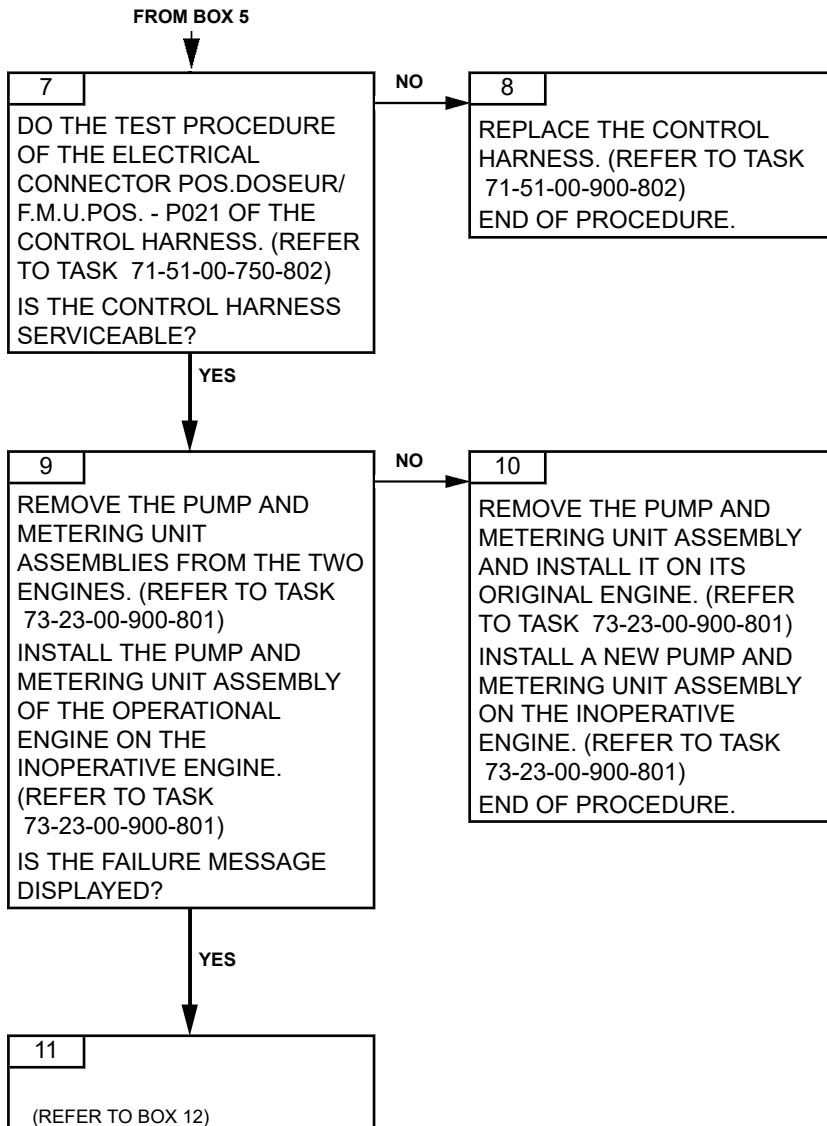 FROM BOX 5
7
DO THE TEST PROCEDURE
OF THE ELECTRICAL
CONNECTOR POS.DOSEUR/
F.M.U.POS. - P021 OF THE
CONTROL HARNESS. (REFER
TO TASK 71-51-00-750-802)
IS THE CONTROL HARNESS
SERVICEABLE?
NO
8
REPLACE THE CONTROL
HARNESS. (REFER TO TASK
71-51-00-900-802)
END OF PROCEDURE.
YES
9
REMOVE THE PUMP AND
METERING UNIT
ASSEMBLIES FROM THE TWO
ENGINES. (REFER TO TASK
73-23-00-900-801)
INSTALL THE PUMP AND
METERING UNIT ASSEMBLY
OF THE OPERATIONAL
ENGINE ON THE
INOPERATIVE ENGINE.
(REFER TO TASK
73-23-00-900-801)
IS THE FAILURE MESSAGE
DISPLAYED?
NO
10
REMOVE THE PUMP AND
METERING UNIT ASSEMBLY
AND INSTALL IT ON ITS
ORIGINAL ENGINE. (REFER
TO TASK 73-23-00-900-801)
INSTALL A NEW PUMP AND
METERING UNIT ASSEMBLY
ON THE INOPERATIVE
ENGINE. (REFER TO TASK
73-23-00-900-801)
END OF PROCEDURE.
YES
11
(REFER TO BOX 12)